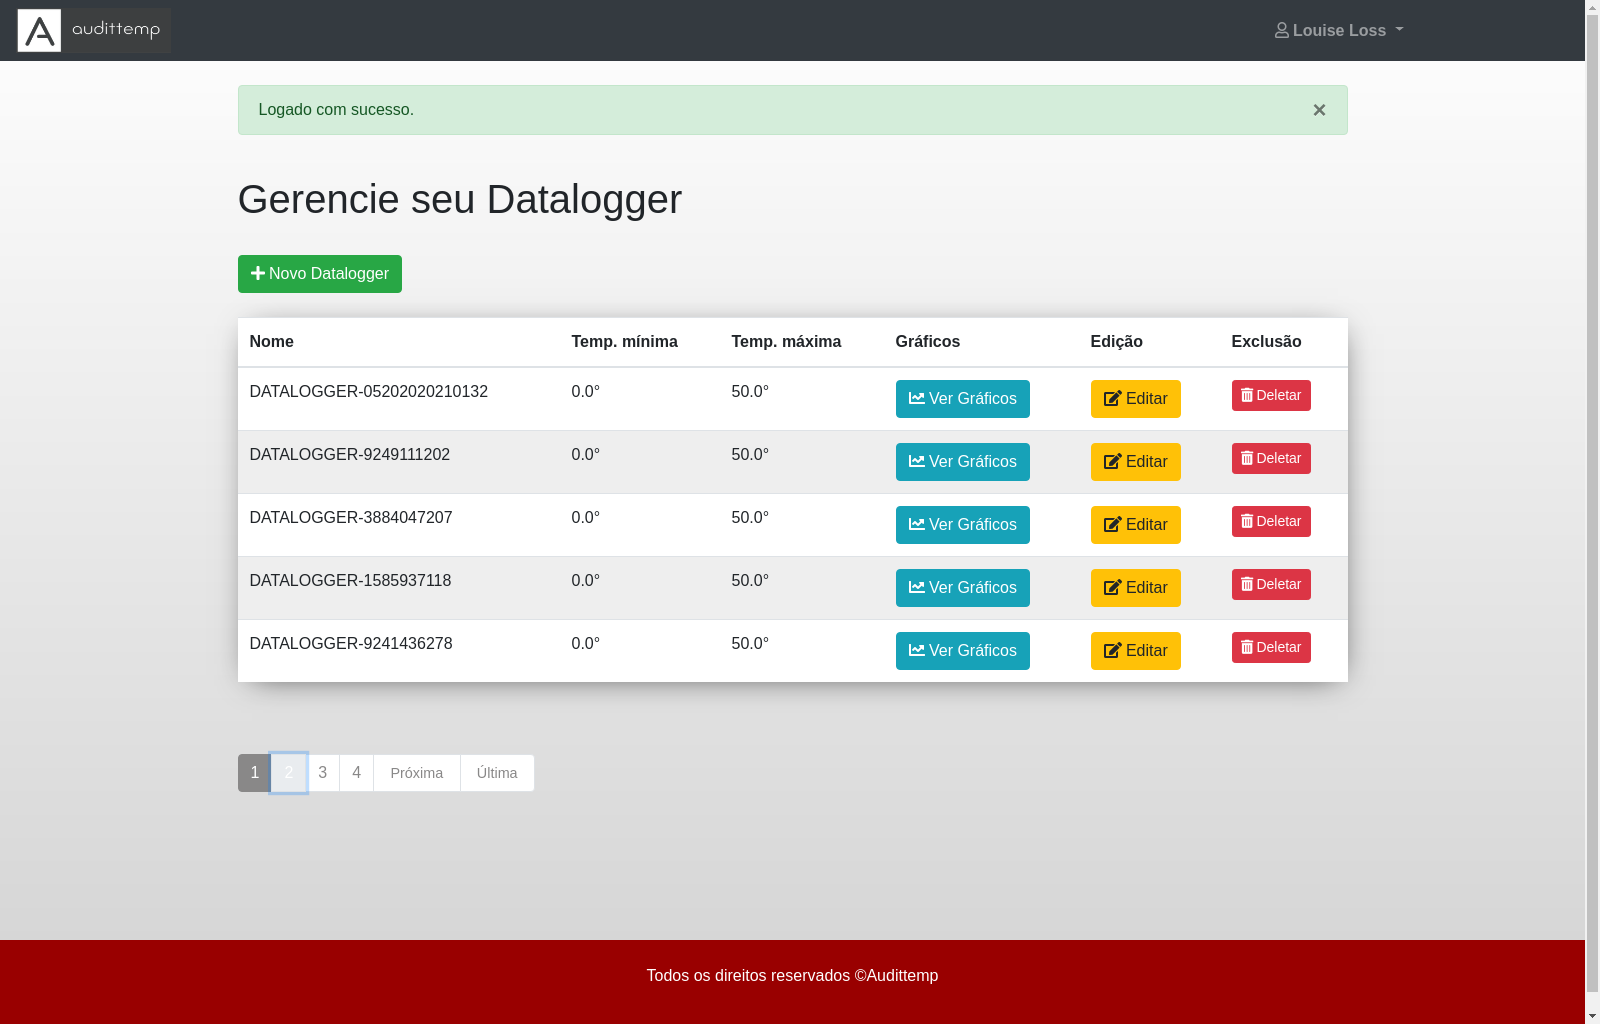 A audittemp
Louise Loss
Logado com sucesso. ×
Gerencie seu Datalogger
Novo Datalogger
Nome Temp. mínima Temp. máxima Gráficos Edição Exclusão
DATALOGGER-05202020210132 0.0° 50.0° Ver Gráficos Editar Deletar
DATALOGGER-9249111202 0.0° 50.0° Ver Gráficos Editar Deletar
DATALOGGER-3884047207 0.0° 50.0° Ver Gráficos Editar Deletar
DATALOGGER-1585937118 0.0° 50.0° Ver Gráficos Editar Deletar
DATALOGGER-9241436278 0.0° 50.0° Ver Gráficos Editar Deletar
1 2 3 4 Próxima Última
Todos os direitos reservados ©Audittemp